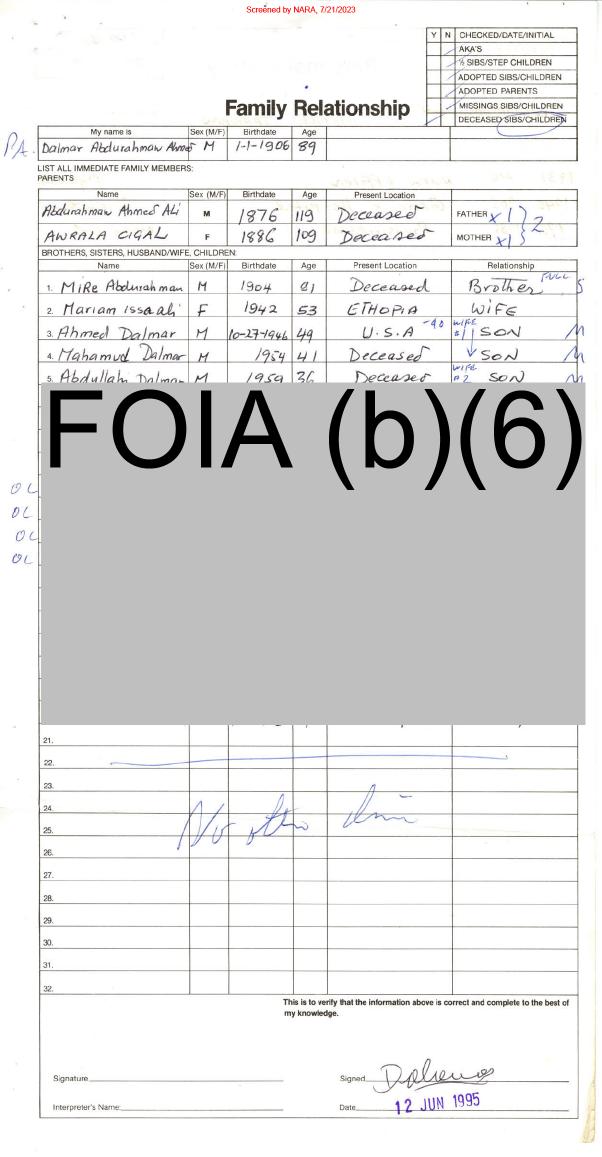 Screened by NARA, 7/21/2023
Y N CHECKED/DATE/INITIAL
AKA'S
½ SIBS/STEP CHILDREN
ADOPTED SIBS/CHILDREN
ADOPTED PARENTS
MISSINGS SIBS/CHILDREN
DECEASED SIBS/CHILDREN
Family Relationship
My name is Sex (M/F) Birthdate Age
PA. Dalmar Abdurahman Ahmed M 1-1-1906 89
LIST ALL IMMEDIATE FAMILY MEMBERS:
PARENTS
Name Sex (M/F) Birthdate Age Present Location
Abdurahman Ahmed Ali M 1876 119 Deceased FATHER x1
AWRALA CIGAL F 1886 109 Deceased MOTHER x1 2
BROTHERS, SISTERS, HUSBAND/WIFE, CHILDREN:
Name Sex (M/F) Birthdate Age Present Location Relationship
1. Mire Abdurahman M 1904 Deceased Brother FULL S
2. Mariam issa ali F 1942 53 ETHOPIA WIFE
3. Ahmed Dalmar M 10-27-1946 49 U.S.A -90 WIFE #1 SON M
4. Mahamud Dalmar M 1954 41 Deceased SON M
5. Abdullahi Dalmar M 1959 36 Deceased WIFE #2 SON M
FOIA (b)(6)
OL
OL
OL
OL
21.
22.
23.
24.
25.
No other
26.
27.
28.
29.
30.
31.
32.
This is to verify that the information above is correct and complete to the best of
my knowledge.
Signature Signed
Interpreter's Name: Date 12 JUN 1995